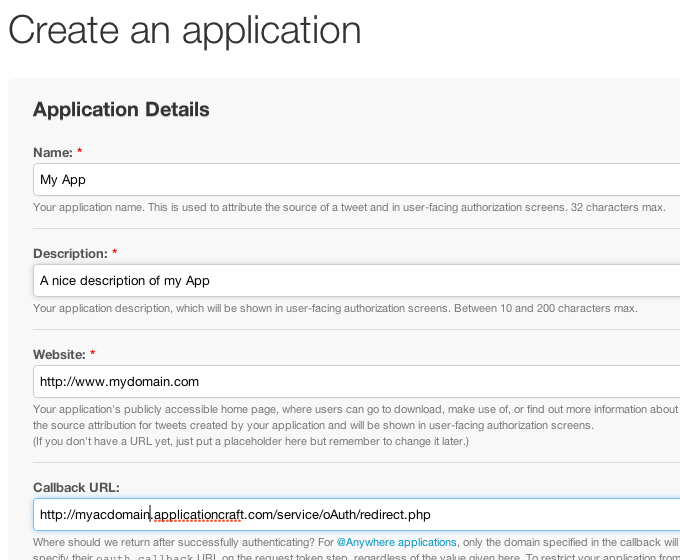 Create an application
Application Details
Name: *
My App
Your application name. This is used to attribute the source of a tweet and in user-facing authorization screens. 32 characters max.
Description: *
A nice description of my App
Your application description, which will be shown in user-facing authorization screens. Between 10 and 200 characters max.
Website: *
http://www.mydomain.com
Your application's publicly accessible home page, where users can go to download, make use of, or find out more information about
the source attribution for tweets created by your application and will be shown in user-facing authorization screens.
(If you don't have a URL yet, just put a placeholder here but remember to change it later.)
Callback URL:
http://myacdomain.applicationcraft.com/service/oAuth/redirect.php
Where should we return after successfully authenticating? For @Anywhere applications, only the domain specified in the callback will
specify their oauth_callback URL on the request token step, regardless of the value given here. To restrict your application from